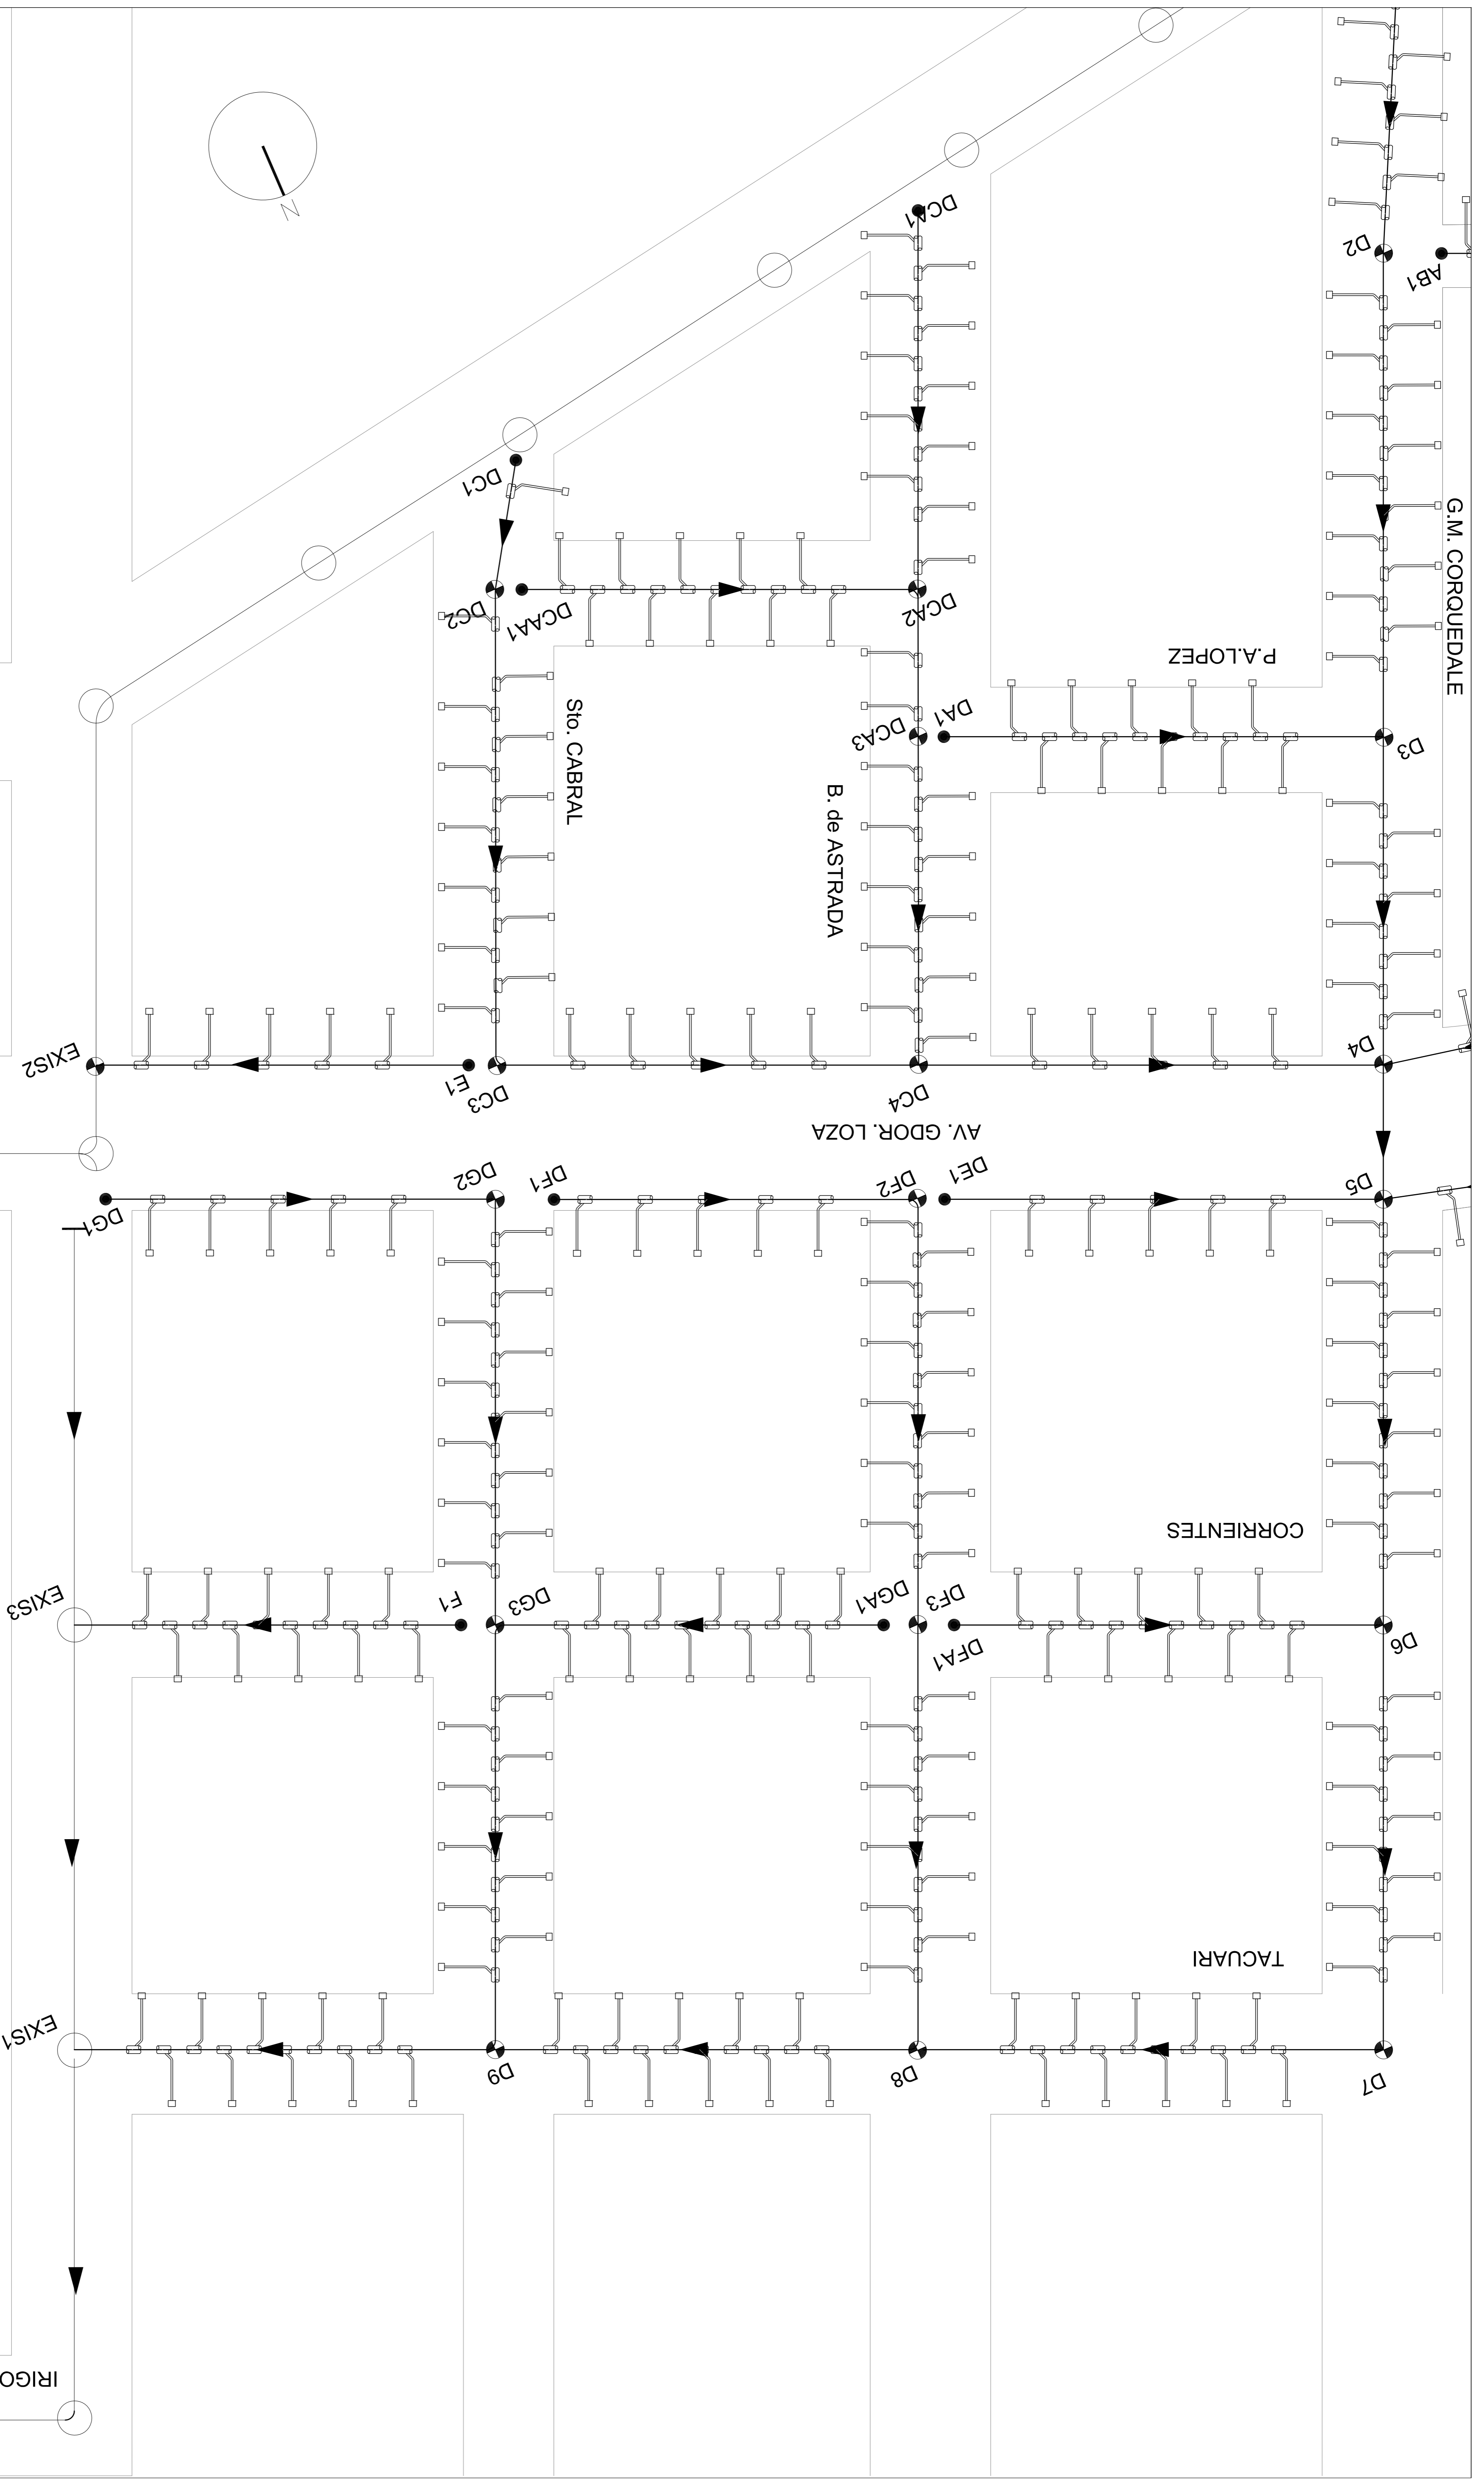 N
DCA1
D2
AB1
DC1
G.M. CORQUEDALE
DC2
DCAA1
DCA2
P.A.LOPEZ
Sto. CABRAL
DCA3
DA1
D3
B. de ASTRADA
EXIS2
E1
DC3
DC4
D4
AV. GDOR. LOZA
DG1
DG2
DF1
DF2
DE1
D5
CORRIENTES
EXIS3
F1
DG3
DGA1
DF3
DFA1
D6
TACUARI
EXIS1
D9
D8
D7
IRIGO